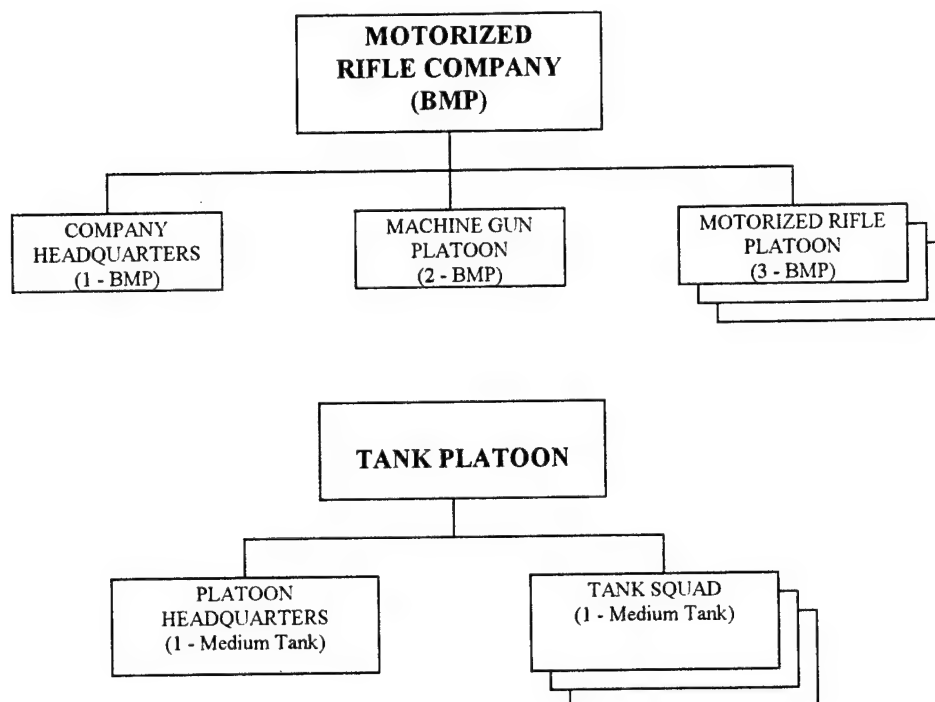 MOTORIZED
RIFLE COMPANY
(BMP)
COMPANY
HEADQUARTERS
(1 - BMP)
MACHINE GUN
PLATOON
(2 - BMP)
MOTORIZED RIFLE
PLATOON
(3 - BMP)
TANK PLATOON
PLATOON
HEADQUARTERS
(1 - Medium Tank)
TANK SQUAD
(1 - Medium Tank)